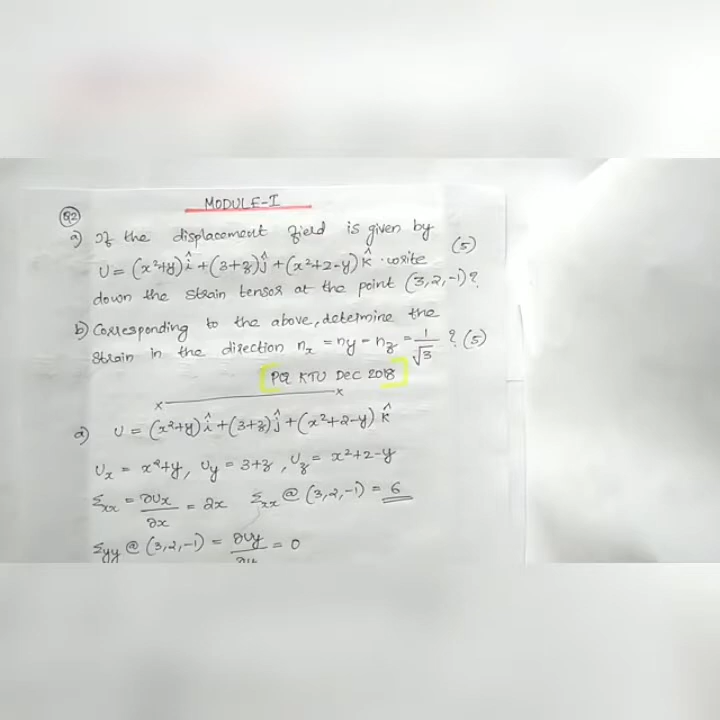 MODULE-I
Q2
a) If the displacement field is given by
U = (x²+y)î+(3+z)ĵ+(x²+2-y)k̂ . write (5)
down the strain tensor at the point (3,2,-1)?
b) Corresponding to the above, determine the
strain in the direction nx = ny = nz = 1/√3 ? (5)
[PQ KTU DEC 2018]
x————x
a) U = (x²+y)î+(3+z)ĵ+(x²+2-y) k̂
Ux = x²+y, Uy = 3+z, Uz = x²+2-y
Σxx = ∂Ux/∂x = 2x Σxx @ (3,2,-1) = 6
Σyy @ (3,2,-1) = ∂Uy/∂y = 0